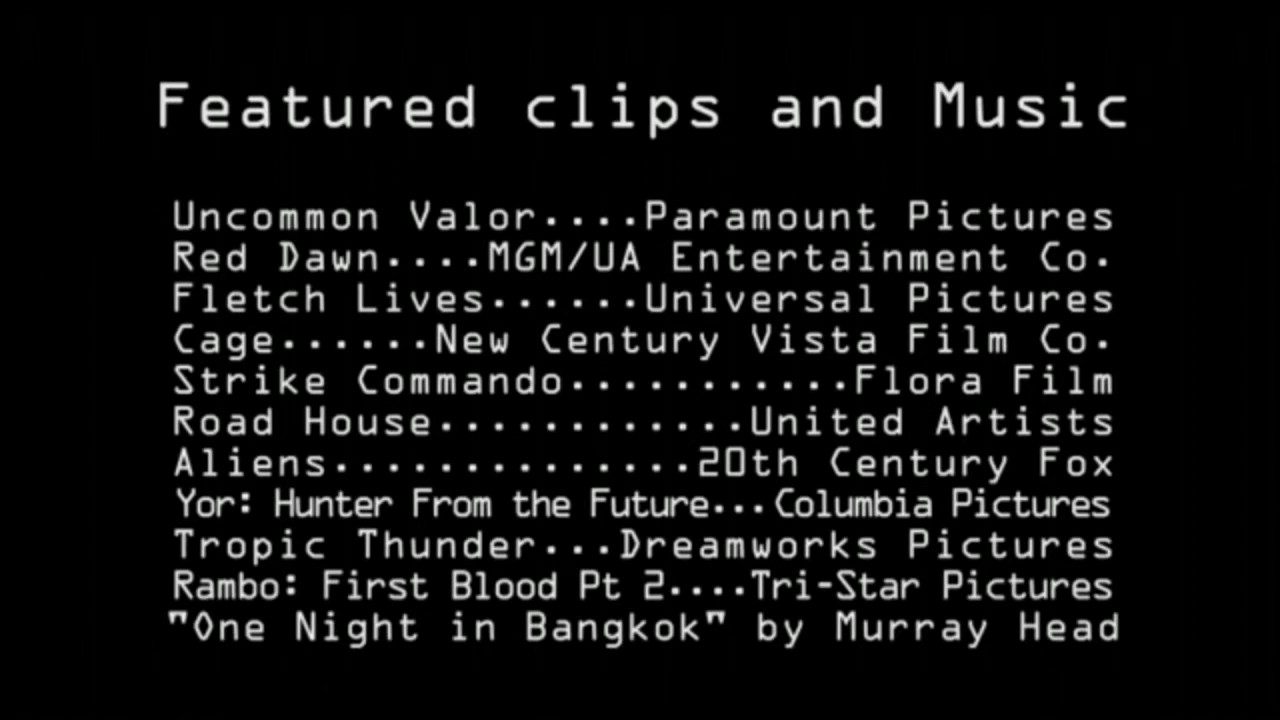 Featured clips and Music
Uncommon Valor....Paramount Pictures
Red Dawn....MGM/UA Entertainment Co.
Fletch Lives......Universal Pictures
Cage......New Century Vista Film Co.
Strike Commando...........Flora Film
Road House............United Artists
Aliens..............20th Century Fox
Yor: Hunter From the Future...Columbia Pictures
Tropic Thunder...Dreamworks Pictures
Rambo: First Blood Pt 2....Tri-Star Pictures
"One Night in Bangkok" by Murray Head